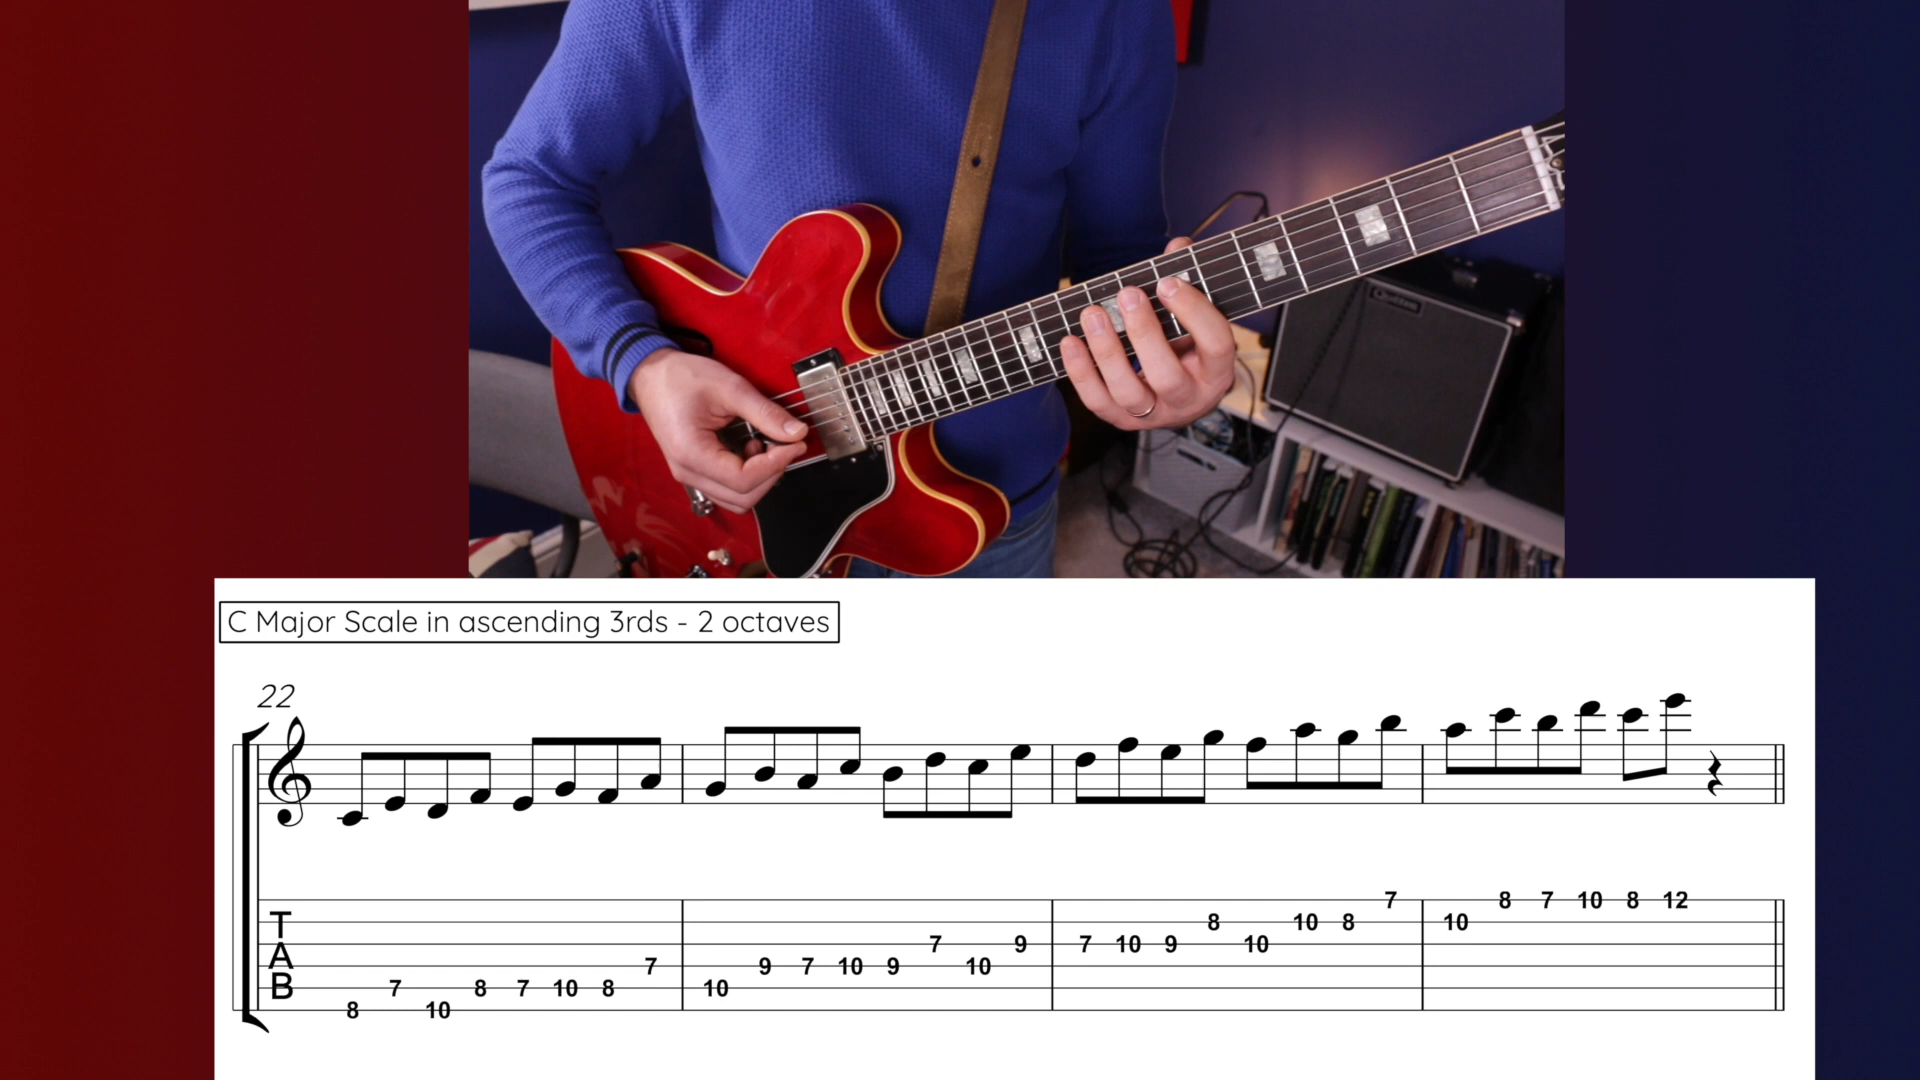 C Major Scale in ascending 3rds - 2 octaves
22
7 8 7 10 8 12
T 8 10 8 10
A 7 9 7 10 9 10
7 9 7 10 9 10
B 7 8 7 10 8 10
8 10